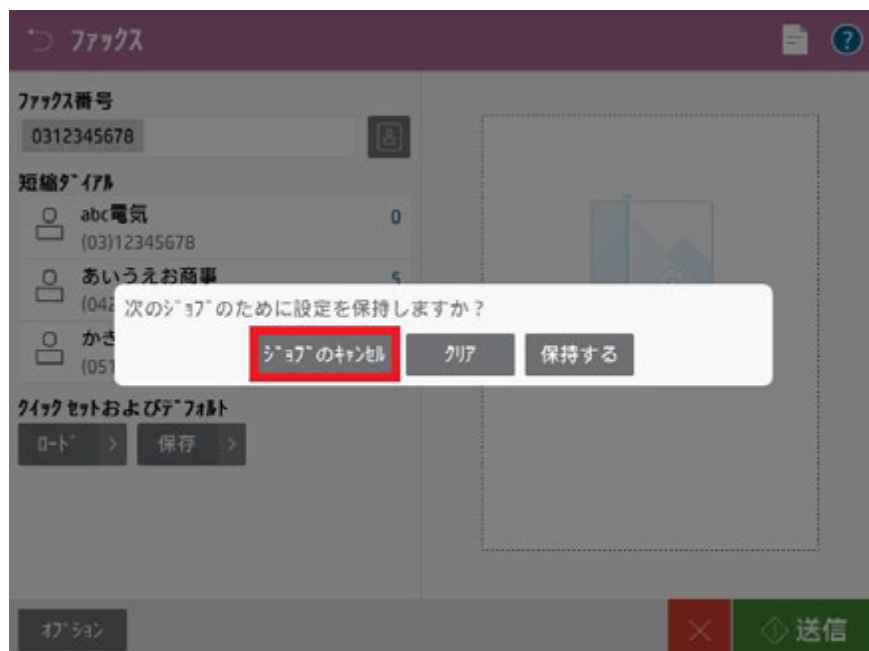 ファックス
?
ファックス番号
0312345678
短縮ダイアル
abc電気 0
(03)12345678
あいうえお商事 5
(042
次のジョブのために設定を保持しますか？
かき
(051
ジョブのキャンセル クリア 保持する
クイック セットおよびデフォルト
ロード > 保存 >
オプション
送信